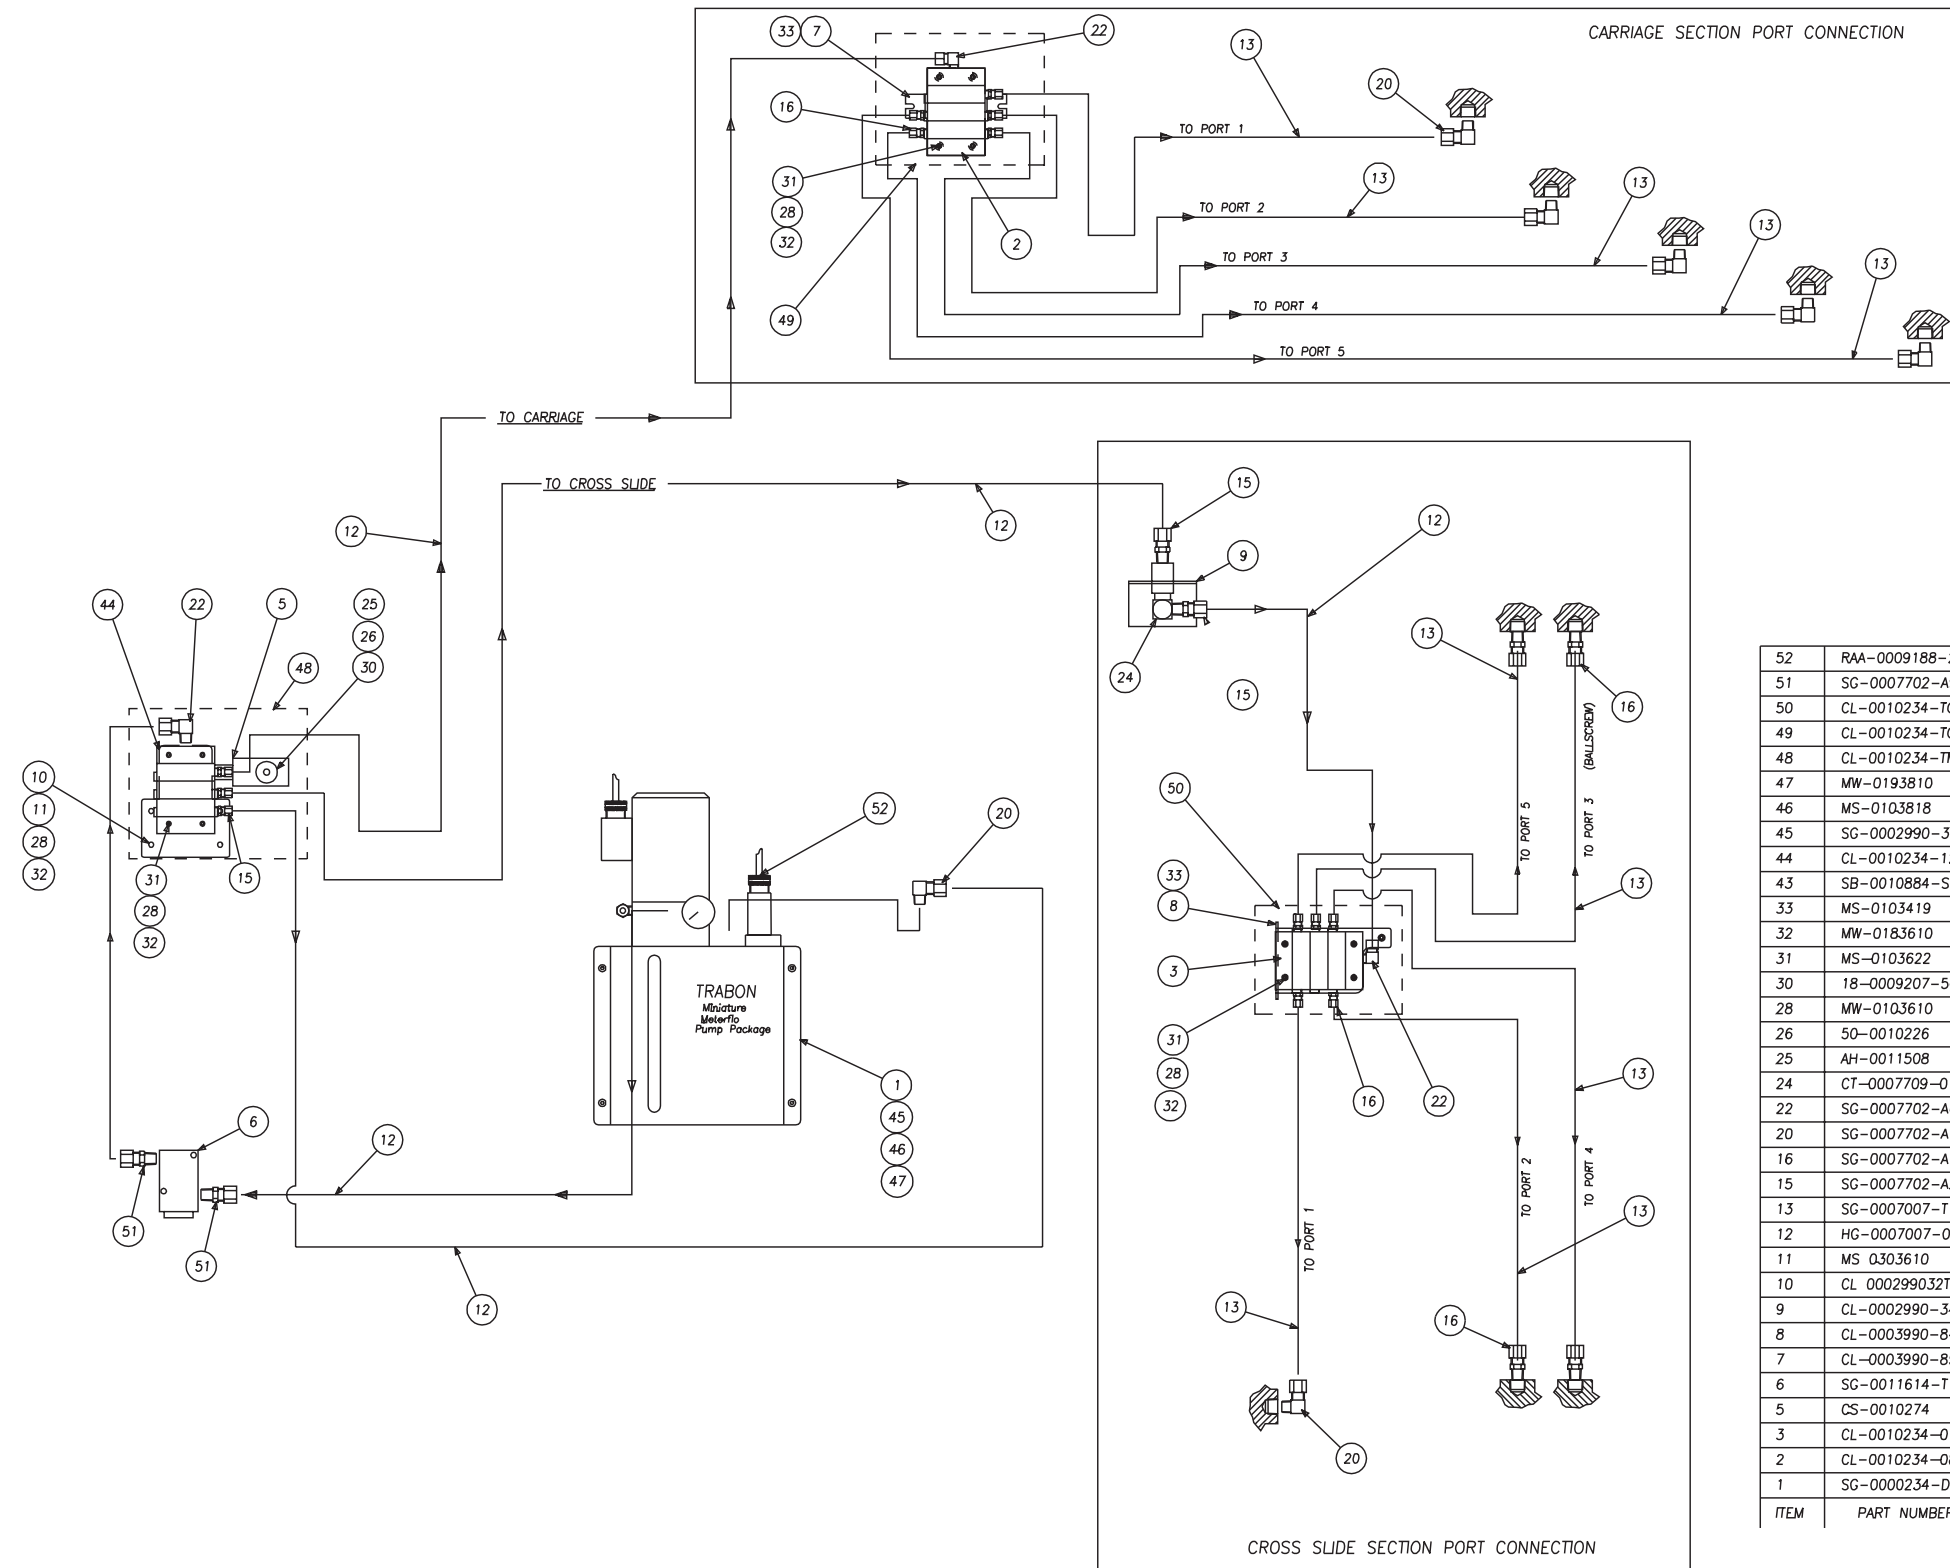 CARRIAGE SECTION PORT CONNECTION
33 7
22
13
20
16
TO PORT 1
31
28
32
13
TO PORT 2
13
2
13
TO PORT 3
13
49
TO PORT 4
TO PORT 5
TO CARRIAGE
TO CROSS SLIDE
12
12
15
12
9
44
22
5
25
26
30
48
13
24
15
16
(BALLSCREW)
TO PORT 3
TO PORT 5
10
11
28
32
31
28
32
15
52
20
50
33
8
13
3
TRABON
Miniature
Meterflo
Pump Package
31
28
32
16
22
13
1
45
46
47
6
12
51
51
12
TO PORT 2
TO PORT 4
TO PORT 1
13
13
16
20
CROSS SLIDE SECTION PORT CONNECTION
52 RAA-0009188-
51 SG-0007702-A
50 CL-0010234-T
49 CL-0010234-T
48 CL-0010234-T
47 MW-0193810
46 MS-0103818
45 SG-0002990-3
44 CL-0010234-1
43 SB-0010884-S
33 MS-0103419
32 MW-0183610
31 MS-0103622
30 18-0009207-5
28 MW-0103610
26 50-0010226
25 AH-0011508
24 CT-0007709-0
22 SG-0007702-A
20 SG-0007702-A
16 SG-0007702-A
15 SG-0007702-A
13 SG-0007007-T
12 HG-0007007-0
11 MS 0303610
10 CL 000299032T
9 CL-0002990-3
8 CL-0003990-8
7 CL-0003990-8
6 SG-0011614-T
5 CS-0010274
3 CL-0010234-0
2 CL-0010234-0
1 SG-0000234-D
ITEM PART NUMBER